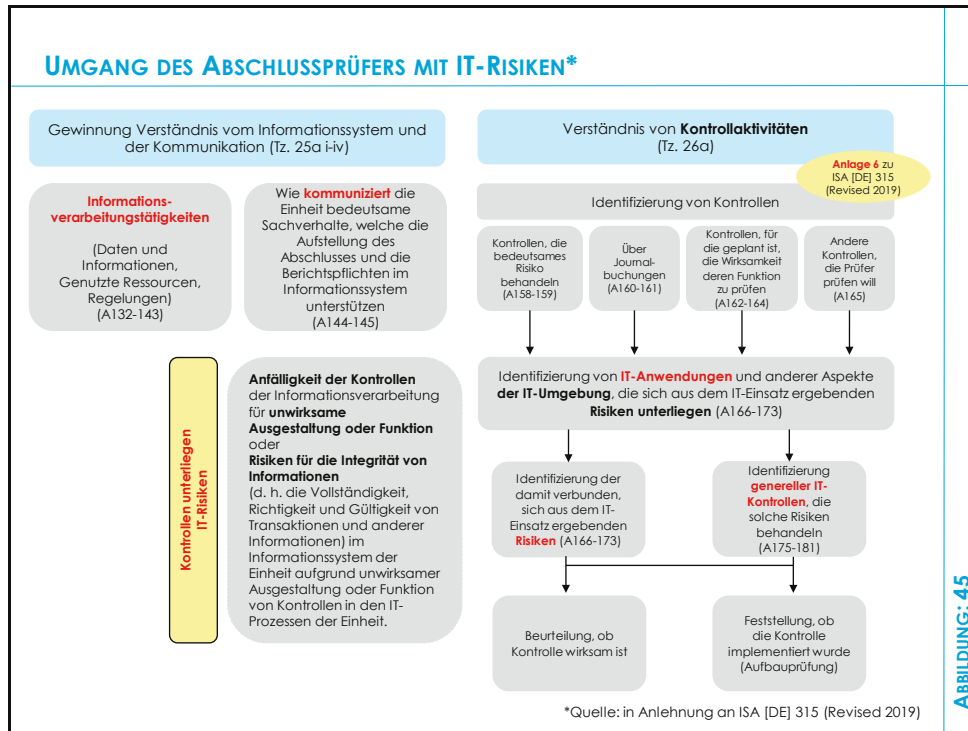 UMGANG DES ABSCHLUSSPRÜFERS MIT IT-RISIKEN*
Gewinnung Verständnis vom Informationssystem und
der Kommunikation (Tz. 25a i-iv)
Informations-
verarbeitungstätigkeiten
(Daten und
Informationen,
Genutzte Ressourcen,
Regelungen)
(A132-143)
Wie kommuniziert die
Einheit bedeutsame
Sachverhalte, welche die
Aufstellung des
Abschlusses und die
Berichtspflichten im
Informationssystem
unterstützen
(A144-145)
Kontrollen unterliegen
IT-Risiken
Anfälligkeit der Kontrollen
der Informationsverarbeitung
für unwirksame
Ausgestaltung oder Funktion
oder
Risiken für die Integrität von
Informationen
(d. h. die Vollständigkeit,
Richtigkeit und Gültigkeit von
Transaktionen und anderer
Informationen) im
Informationssystem der
Einheit aufgrund unwirksamer
Ausgestaltung oder Funktion
von Kontrollen in den IT-
Prozessen der Einheit.
Verständnis von Kontrollaktivitäten
(Tz. 26a)
Anlage 6 zu
ISA [DE] 315
(Revised 2019)
Identifizierung von Kontrollen
Kontrollen, die
bedeutsames
Risiko
behandeln
(A158-159)
Über
Journal-
buchungen
(A160-161)
Kontrollen, für
die geplant ist,
die Wirksamkeit
deren Funktion
zu prüfen
(A162-164)
Andere
Kontrollen,
die Prüfer
prüfen will
(A165)
Identifizierung von IT-Anwendungen und anderer Aspekte
der IT-Umgebung, die sich aus dem IT-Einsatz ergebenden
Risiken unterliegen (A166-173)
Identifizierung der
damit verbunden,
sich aus dem IT-
Einsatz ergebenden
Risiken (A166-173)
Identifizierung
genereller IT-
Kontrollen, die
solche Risiken
behandeln
(A175-181)
Beurteilung, ob
Kontrolle wirksam ist
Feststellung, ob
die Kontrolle
implementiert wurde
(Aufbauprüfung)
*Quelle: in Anlehnung an ISA [DE] 315 (Revised 2019)
ABBILDUNG: 45